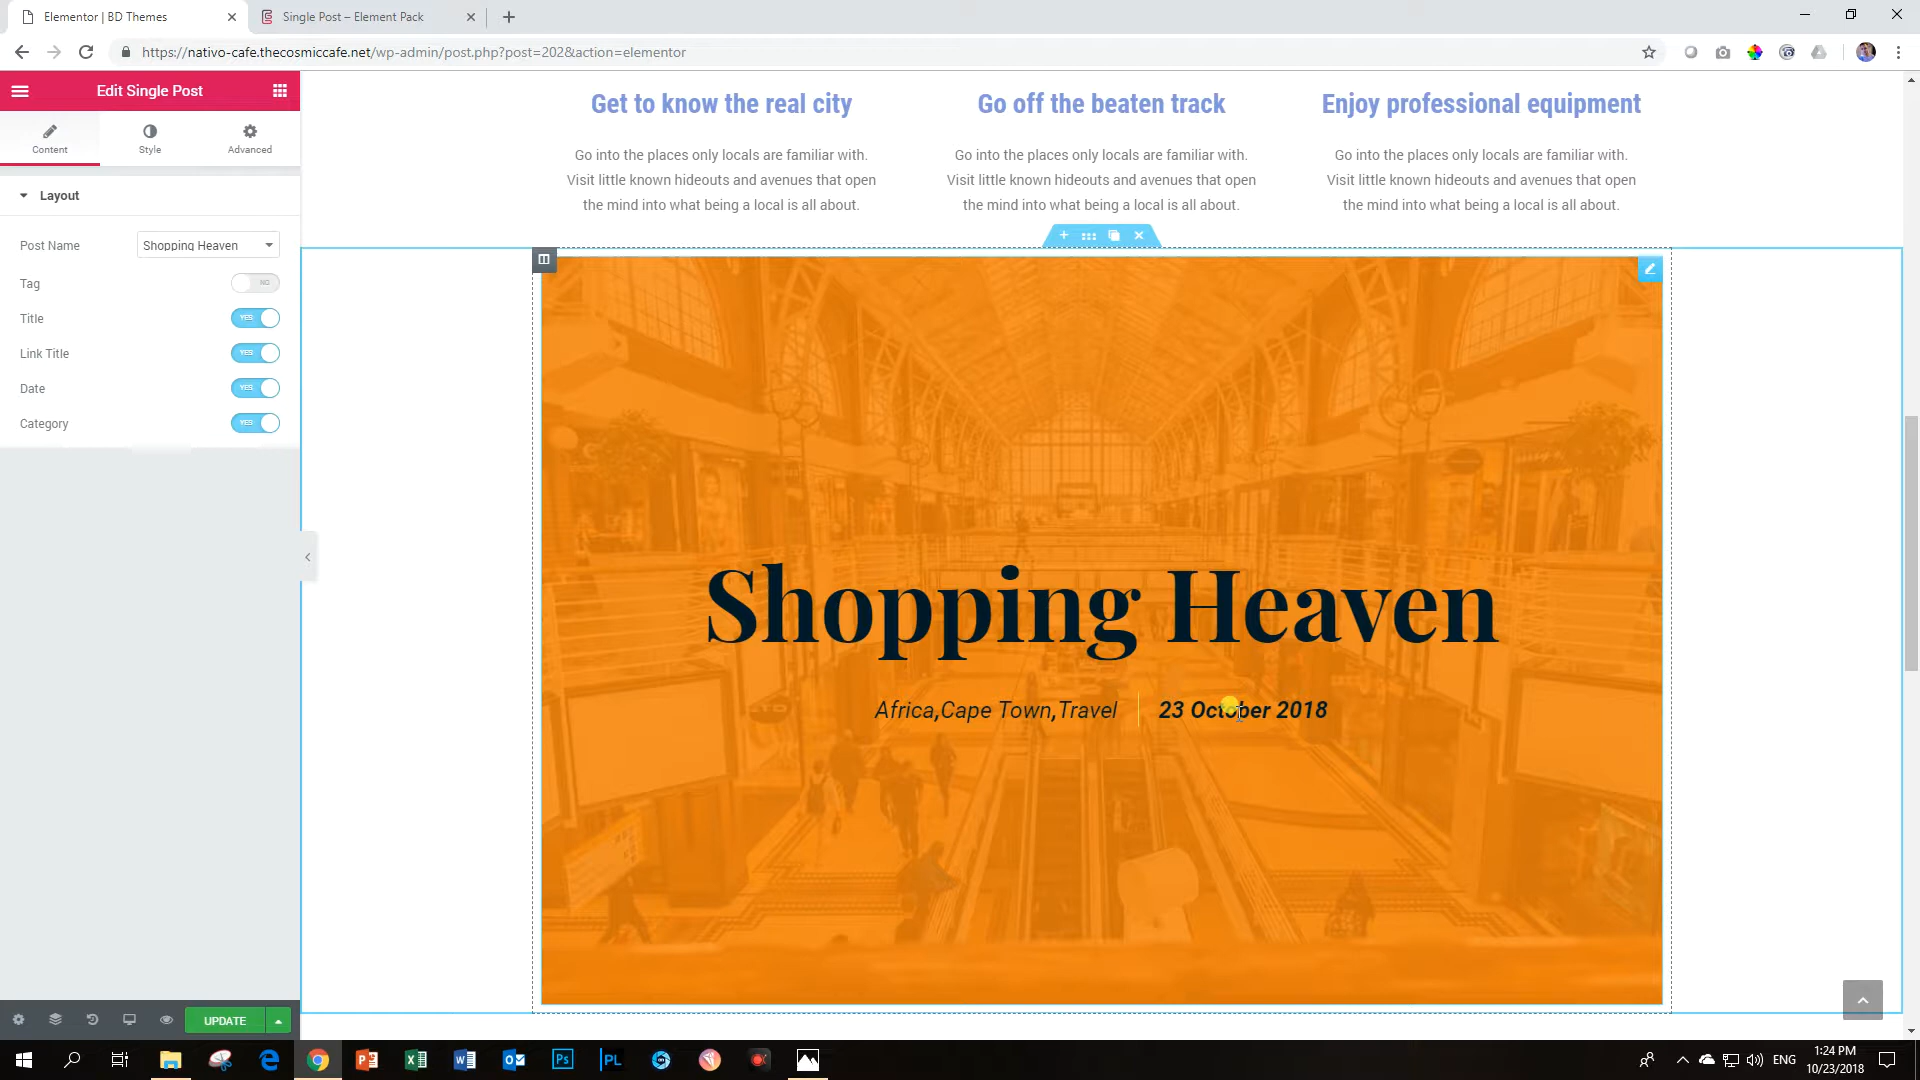 Elementor | BD Themes
Single Post – Element Pack
https://nativo-cafe.thecosmiccafe.net/wp-admin/post.php?post=202&action=elementor
Edit Single Post
Content
Style
Advanced
Layout
Post Name
Shopping Heaven
Tag
NO
Title
YES
Link Title
YES
Date
YES
Category
YES
UPDATE
Get to know the real city
Go into the places only locals are familiar with.
Visit little known hideouts and avenues that open
the mind into what being a local is all about.
Go off the beaten track
Go into the places only locals are familiar with.
Visit little known hideouts and avenues that open
the mind into what being a local is all about.
Enjoy professional equipment
Go into the places only locals are familiar with.
Visit little known hideouts and avenues that open
the mind into what being a local is all about.
Shopping Heaven
Africa,Cape Town,Travel
23 October 2018
Ps
PL
ENG
1:24 PM
10/23/2018